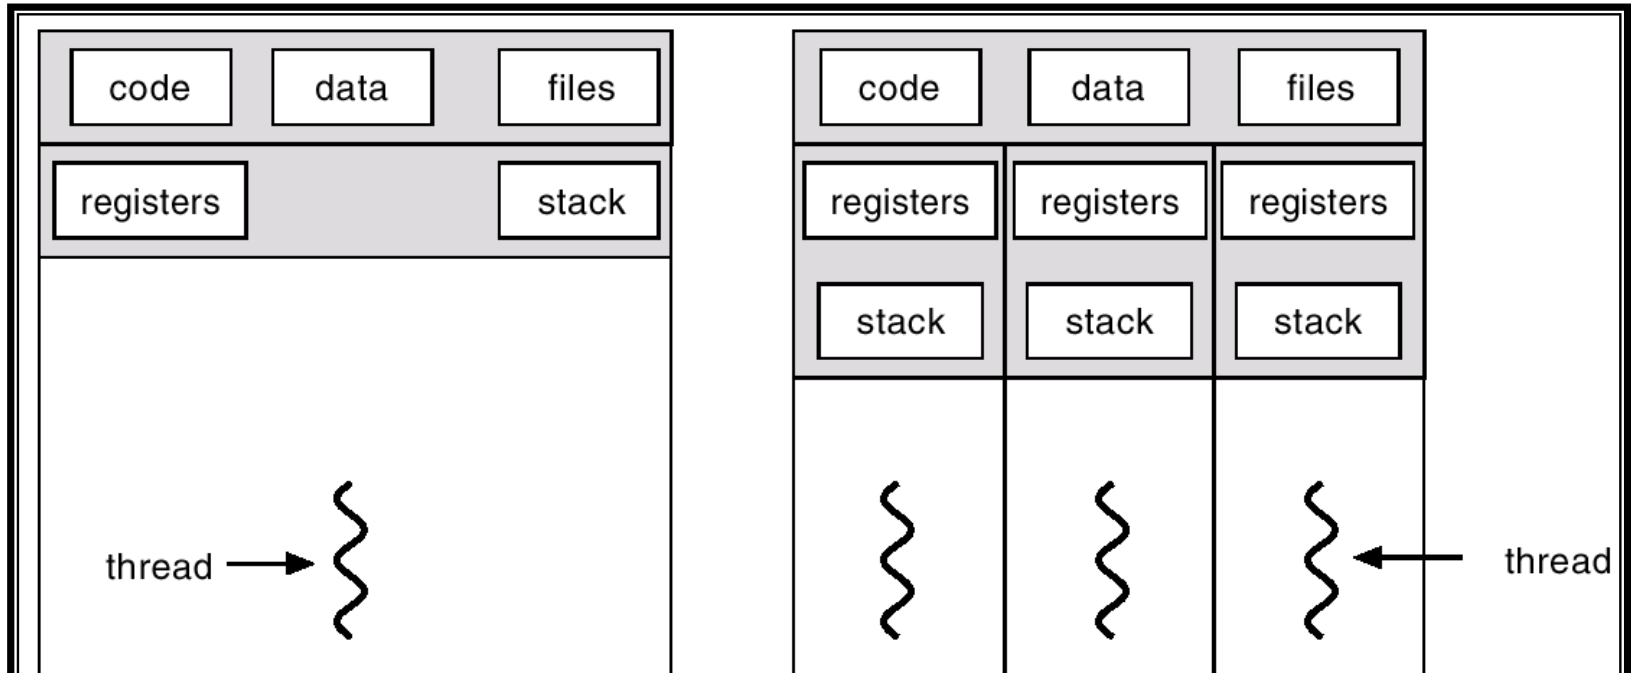 code data files
registers stack
thread
code data files
registers registers registers
stack stack stack
thread